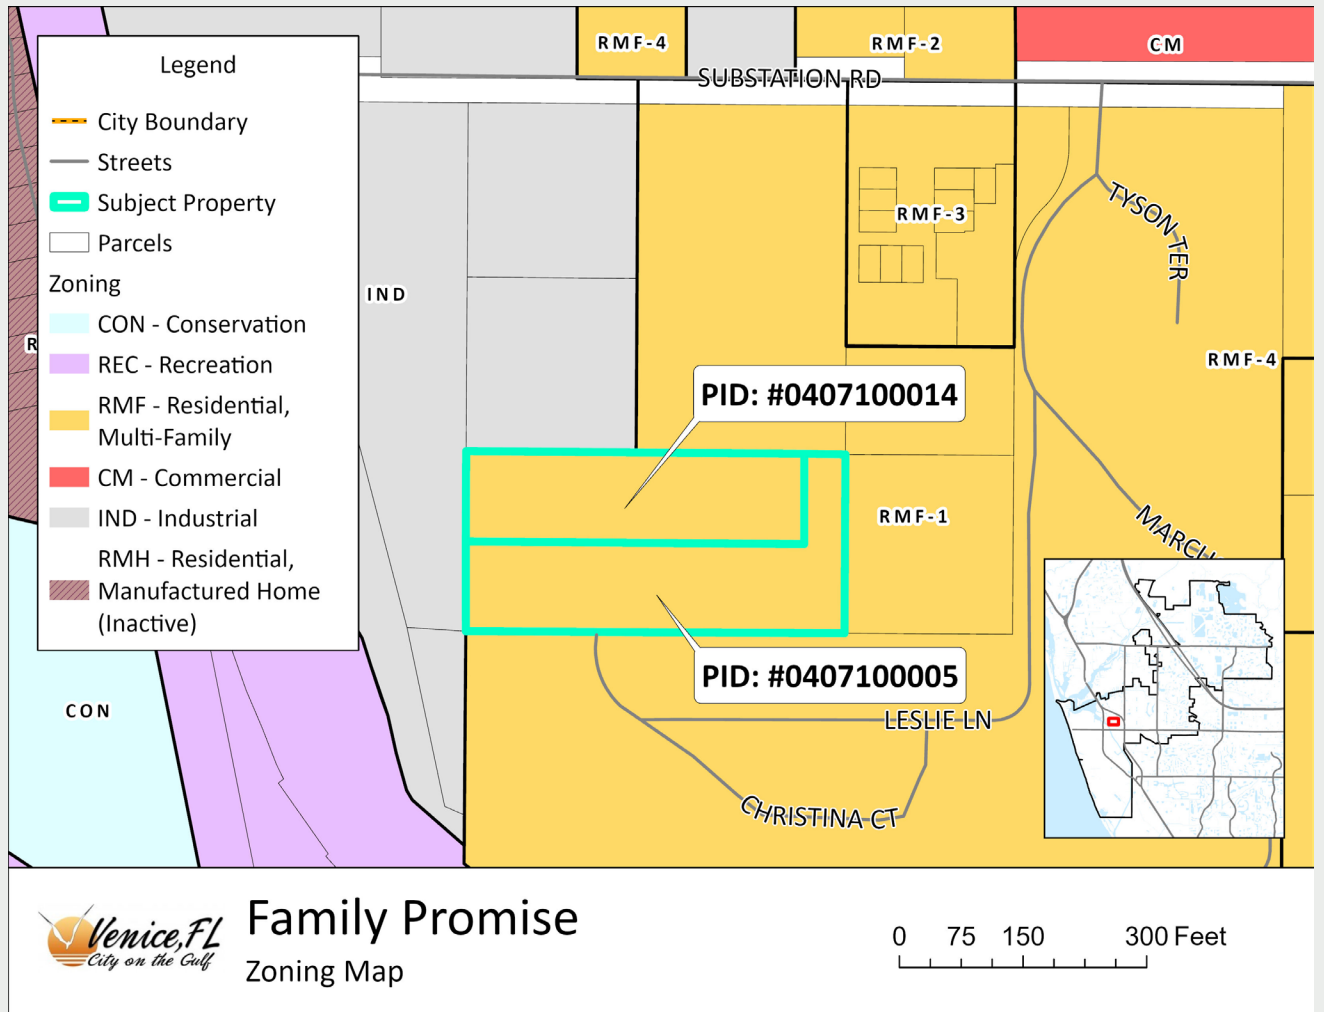 RMF-4
RMF-2
CM
SUBSTATION RD
Legend
City Boundary
Streets
Subject Property
Parcels
Zoning
CON - Conservation
REC - Recreation
RMF - Residential,
Multi-Family
CM - Commercial
IND - Industrial
RMH - Residential,
Manufactured Home
(Inactive)
R
IND
RMF-3
TYSON TER
RMF-4
PID: #0407100014
RMF-1
MARCH
PID: #0407100005
CON
LESLIE LN
CHRISTINA CT
Venice, FL
City on the Gulf
Family Promise
Zoning Map
0 75 150 300 Feet